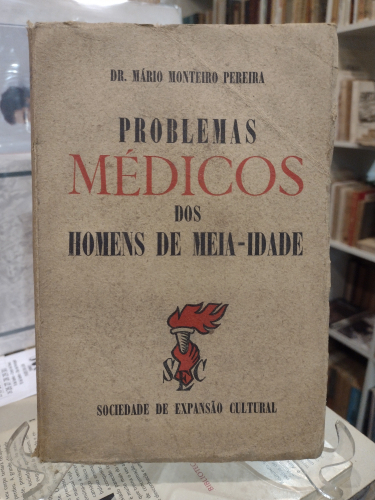 DR. MÁRIO MONTEIRO PEREIRA
PROBLEMAS
MÉDICOS
DOS
HOMENS DE MEIA-IDADE
SEC
SOCIEDADE DE EXPANSÃO CULTURAL